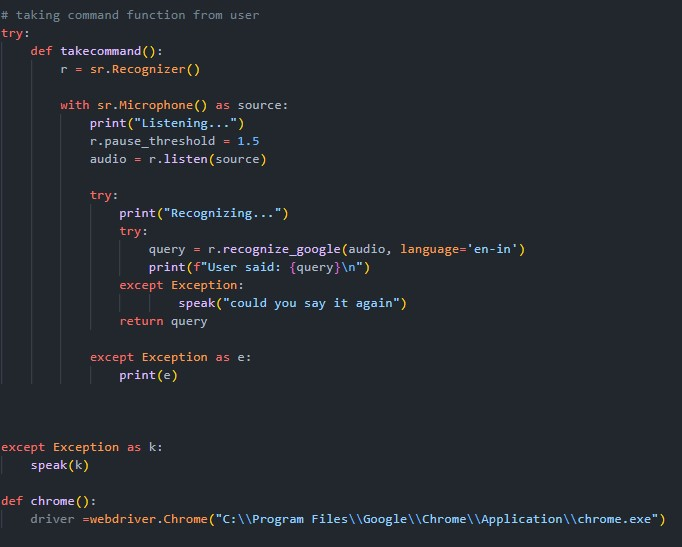 # taking command function from user
try:
    def takecommand():
        r = sr.Recognizer()
        with sr.Microphone() as source:
            print("Listening...")
            r.pause_threshold = 1.5
            audio = r.listen(source)
            try:
                print("Recognizing...")
                try:
                    query = r.recognize_google(audio, language='en-in')
                    print(f"User said: {query}\n")
                except Exception:
                        speak("could you say it again")
                return query
            except Exception as e:
                print(e)
except Exception as k:
    speak(k)
def chrome():
    driver =webdriver.Chrome("C:\\Program Files\\Google\\Chrome\\Application\\chrome.exe")